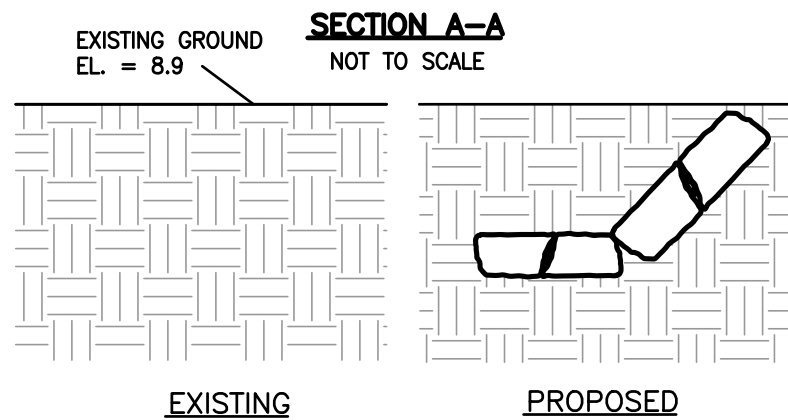 SECTION A-A
NOT TO SCALE
EXISTING GROUND
EL. = 8.9
EXISTING
PROPOSED